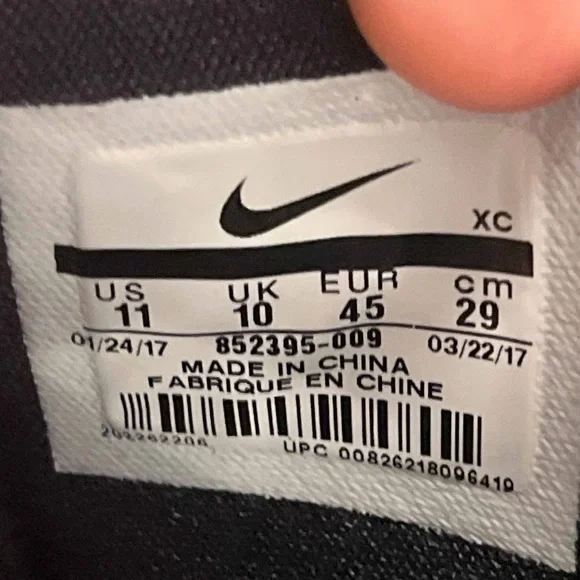 XC
US UK EUR cm
11 10 45 29
01/24/17 852395-009 03/22/17
MADE IN CHINA
FABRIQUE EN CHINE
UPC 00826218096419